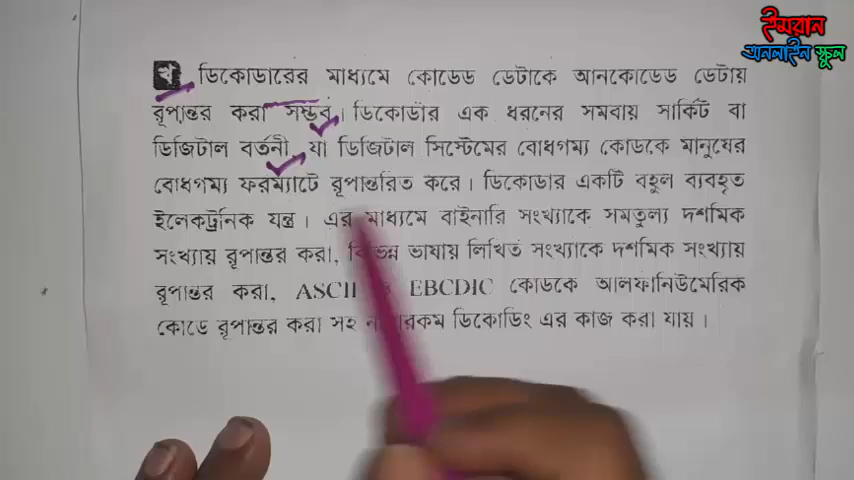 ইমরান
অনলাইন স্কুল
খ ডিকোডারের মাধ্যমে কোডেড ডেটাকে আনকোডেড ডেটায়
রূপান্তর করা সম্ভব। ডিকোডার এক ধরনের সমবায় সার্কিট বা
ডিজিটাল বর্তনী, যা ডিজিটাল সিস্টেমের বোধগম্য কোডকে মানুষের
বোধগম্য ফরম্যাটে রূপান্তরিত করে। ডিকোডার একটি বহুল ব্যবহৃত
ইলেকট্রনিক যন্ত্র। এর মাধ্যমে বাইনারি সংখ্যাকে সমতুল্য দশমিক
সংখ্যায় রূপান্তর করা, বিভিন্ন ভাষায় লিখিত সংখ্যাকে দশমিক সংখ্যায়
রূপান্তর করা, ASCII EBCDIC কোডকে আলফানিউমেরিক
কোডে রূপান্তর করা সহ ডিকোডিং এর কাজ করা যায়।